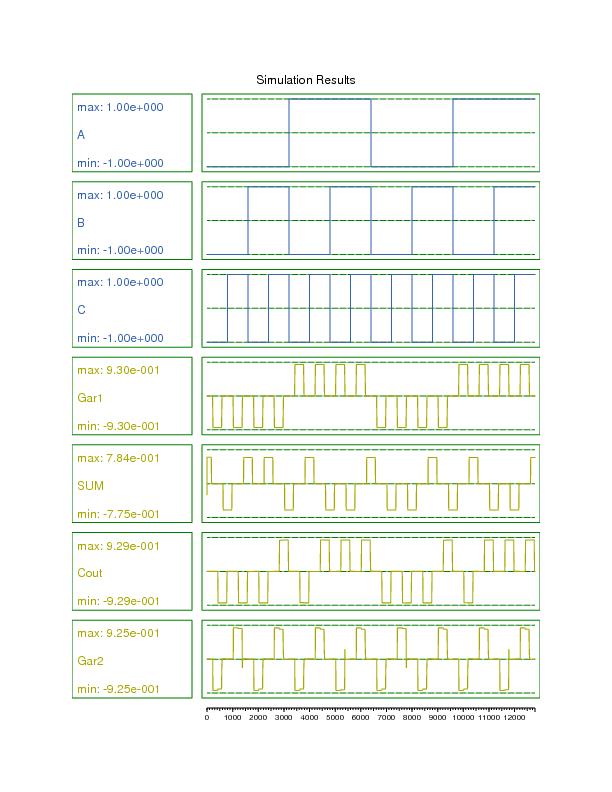 Simulation Results
max: 1.00e+000
A
min: -1.00e+000
max: 1.00e+000
B
min: -1.00e+000
max: 1.00e+000
C
min: -1.00e+000
max: 9.30e-001
Gar1
min: -9.30e-001
max: 7.84e-001
SUM
min: -7.75e-001
max: 9.29e-001
Cout
min: -9.29e-001
max: 9.25e-001
Gar2
min: -9.25e-001
0 1000 2000 3000 4000 5000 6000 7000 8000 9000 10000 11000 12000